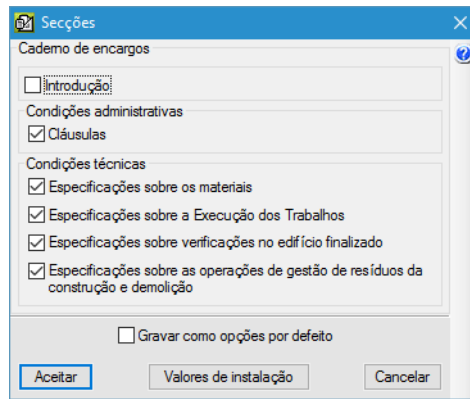 Secções
Caderno de encargos
Introdução
Condições administrativas
Cláusulas
Condições técnicas
Especificações sobre os materiais
Especificações sobre a Execução dos Trabalhos
Especificações sobre verificações no edifício finalizado
Especificações sobre as operações de gestão de resíduos da
construção e demolição
Gravar como opções por defeito
Aceitar
Valores de instalação
Cancelar